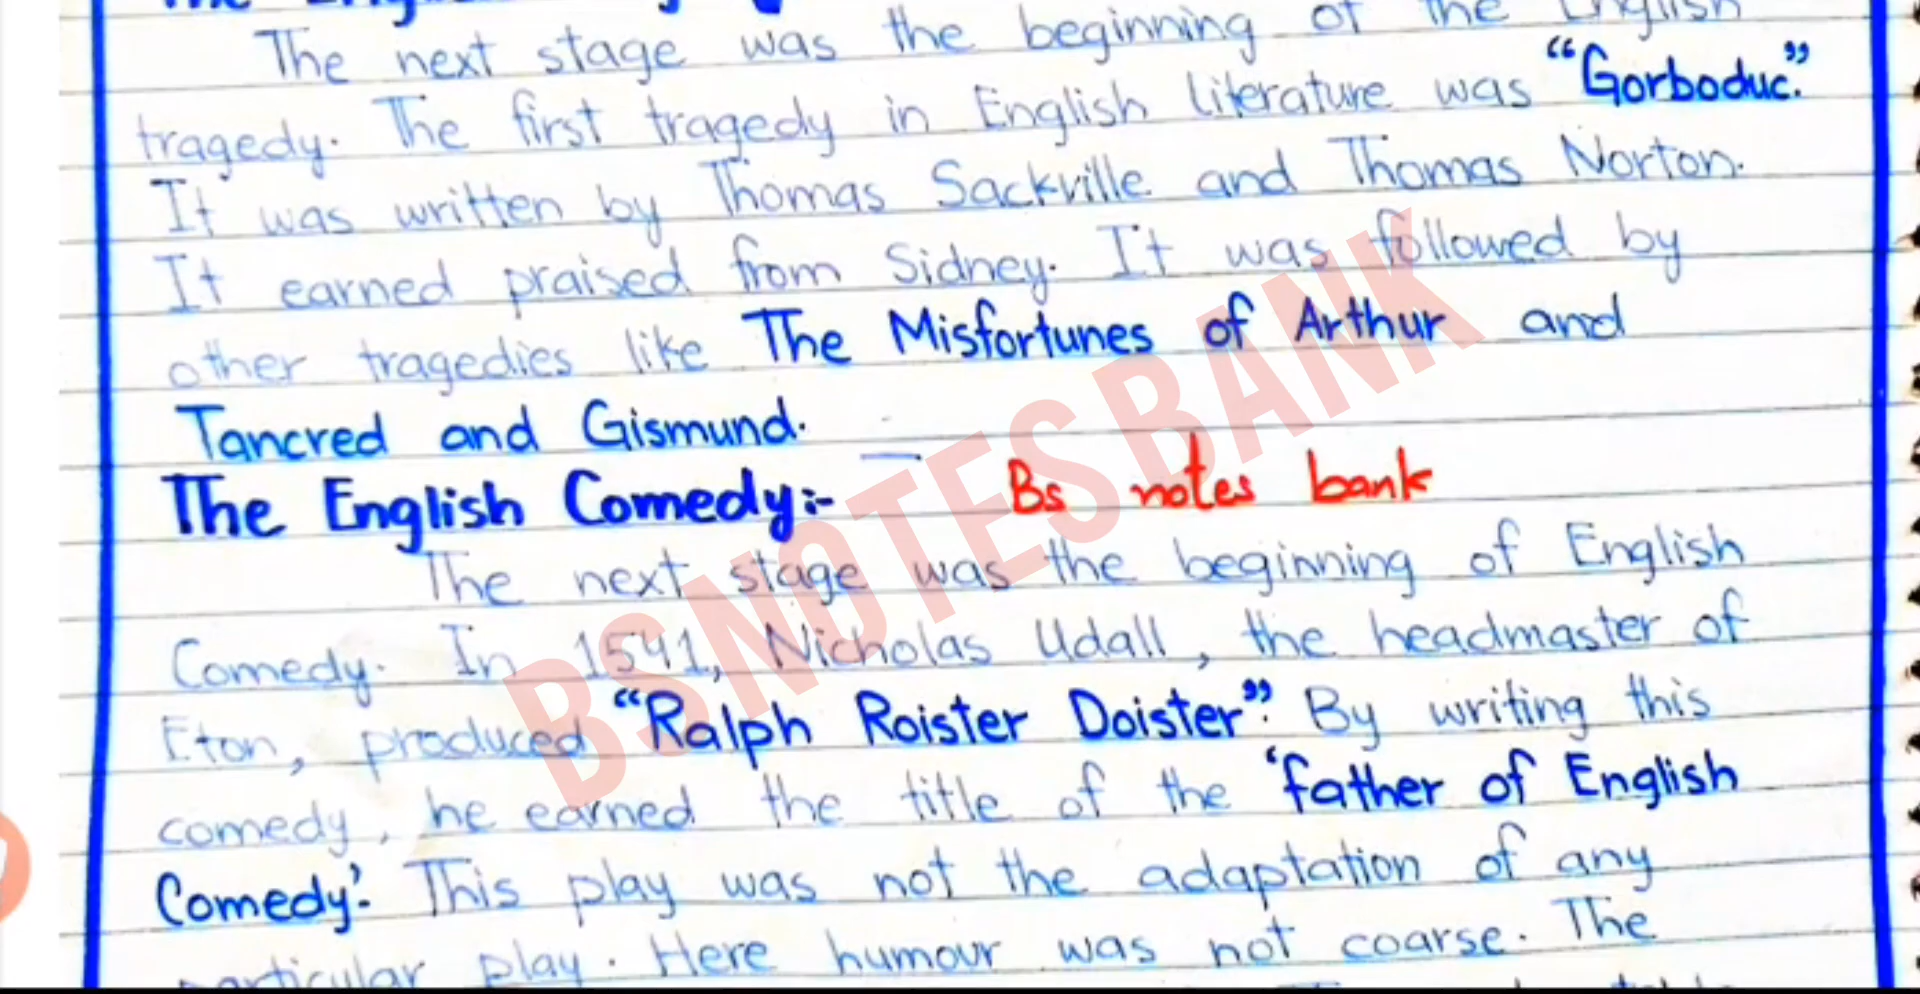 The English
The next stage was the beginning of the English
tragedy. The first tragedy in English literature was "Gorboduc."
It was written by Thomas Sackville and Thomas Norton.
It earned praised from Sidney. It was followed by
other tragedies like The Misfortunes of Arthur and
Tancred and Gismund.
The English Comedy:- Bs notes bank
The next stage was the beginning of English
Comedy. In 1541, Nicholas Udall, the headmaster of
Eton, produced "Ralph Roister Doister". By writing this
comedy, he earned the title of the 'father of English
Comedy'. This play was not the adaptation of any
particular play. Here humour was not coarse. The
BSNOTESBANK